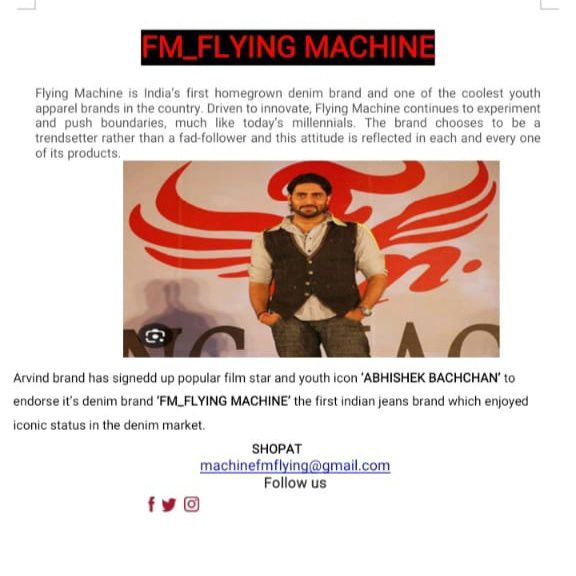 FM_FLYING MACHINE
Flying Machine is India's first homegrown denim brand and one of the coolest youth
apparel brands in the country. Driven to innovate, Flying Machine continues to experiment
and push boundaries, much like today's millennials. The brand chooses to be a
trendsetter rather than a fad-follower and this attitude is reflected in each and every one
of its products.
Arvind brand has signedd up popular film star and youth icon 'ABHISHEK BACHCHAN' to
endorse it's denim brand 'FM_FLYING MACHINE' the first indian jeans brand which enjoyed
iconic status in the denim market.
SHOPAT
machinefmflying@gmail.com
Follow us